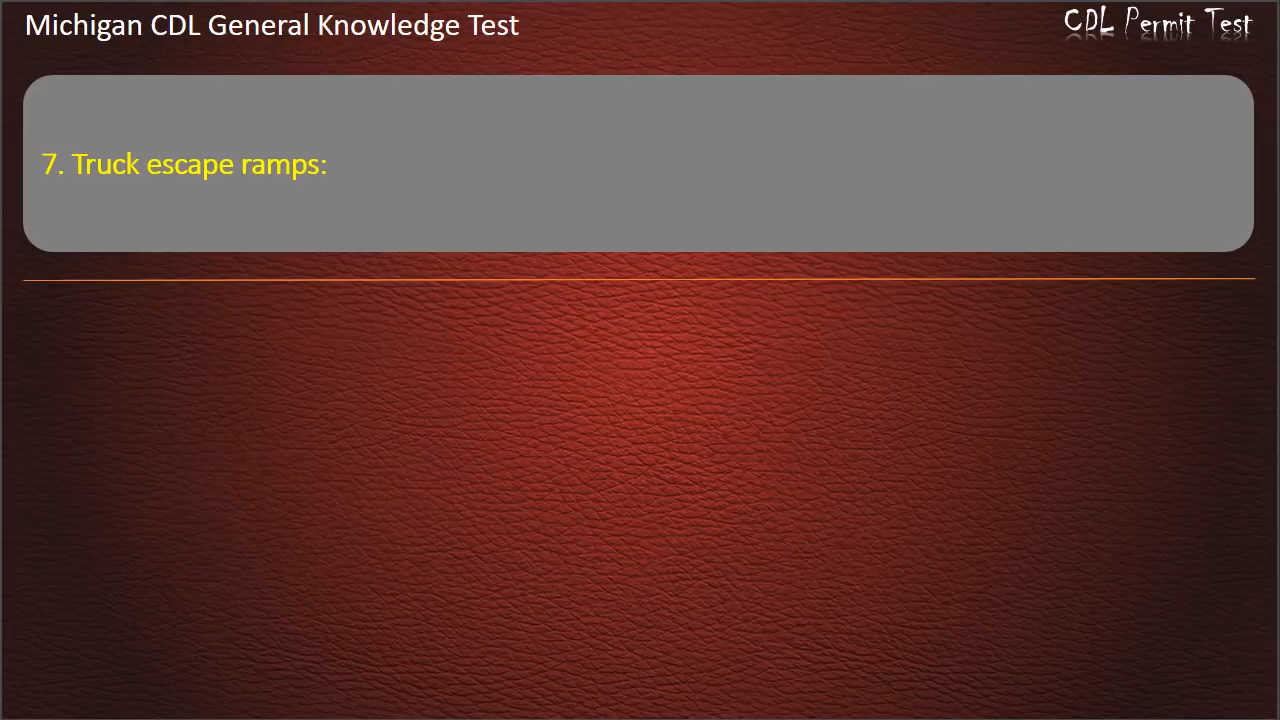 Michigan CDL General Knowledge Test
CDL Permit Test
7. Truck escape ramps: